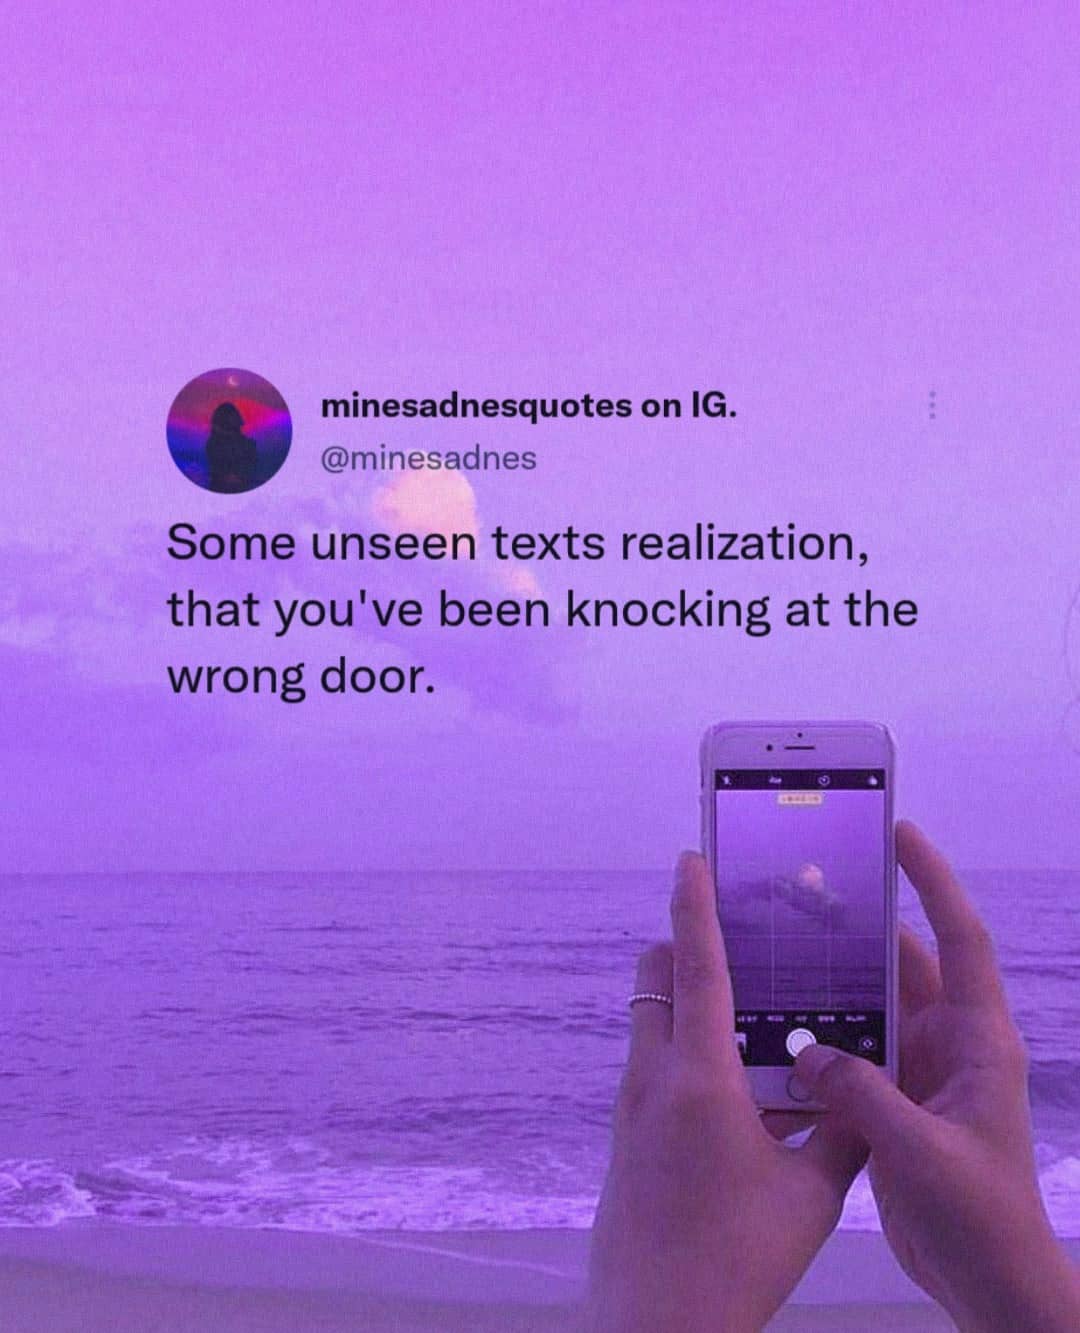 minesadnesquotes on IG.
@minesadnes
Some unseen texts realization,
that you've been knocking at the
wrong door.